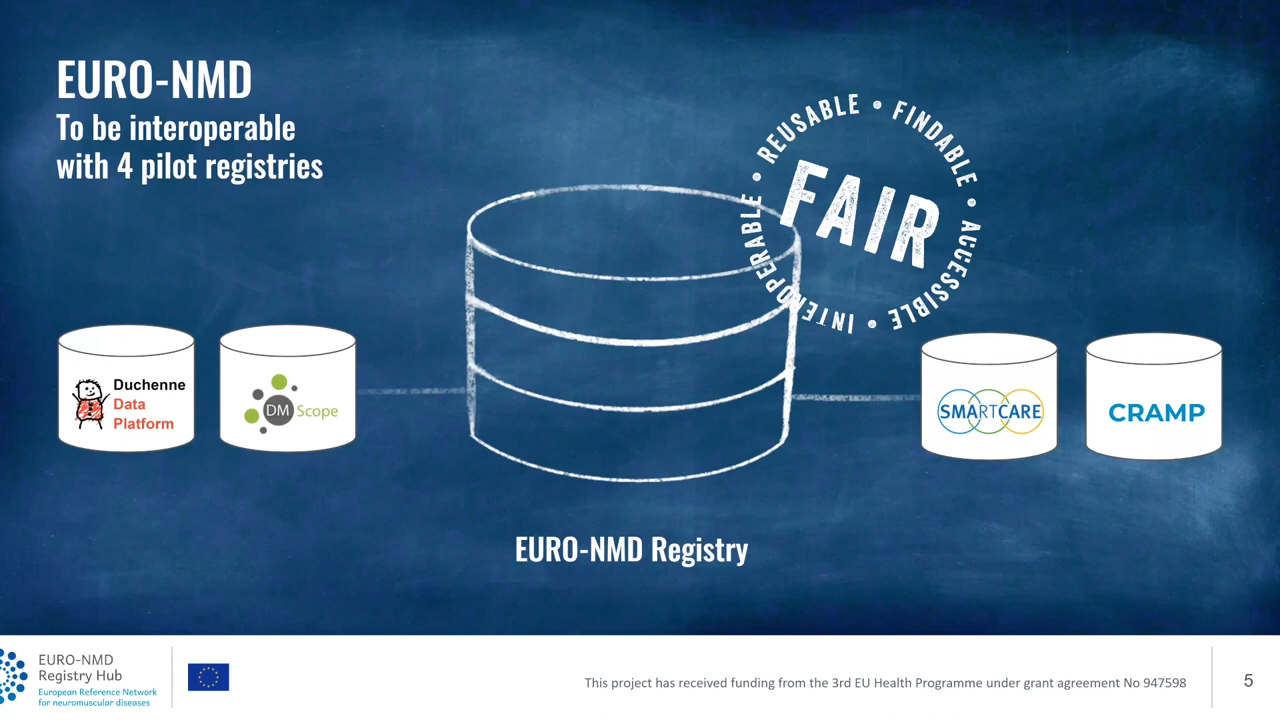 EURO-NMD
To be interoperable
with 4 pilot registries
REUSABLE • FINDABLE • ACCESSIBLE • INTEROPERABLE •
FAIR
Duchenne
Data
Platform
DM Scope
SMARTCARE
CRAMP
EURO-NMD Registry
EURO-NMD
Registry Hub
European Reference Network
for neuromuscular diseases
This project has received funding from the 3rd EU Health Programme under grant agreement No 947598
5